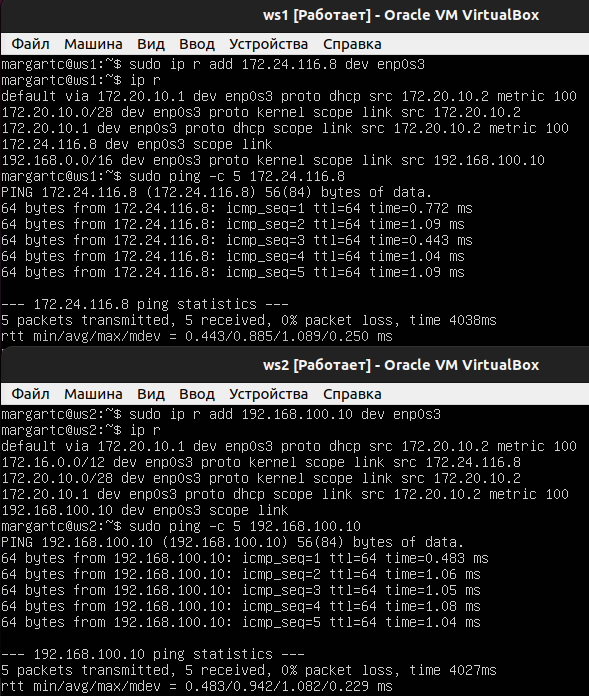 ws1 [Работает] - Oracle VM VirtualBox
Файл Машина Вид Ввод Устройства Справка
margartc@ws1:~$ sudo ip r add 172.24.116.8 dev enp0s3
margartc@ws1:~$ ip r
default via 172.20.10.1 dev enp0s3 proto dhcp src 172.20.10.2 metric 100
172.20.10.0/28 dev enp0s3 proto kernel scope link src 172.20.10.2
172.20.10.1 dev enp0s3 proto dhcp scope link src 172.20.10.2 metric 100
172.24.116.8 dev enp0s3 scope link
192.168.0.0/16 dev enp0s3 proto kernel scope link src 192.168.100.10
margartc@ws1:~$ sudo ping -c 5 172.24.116.8
PING 172.24.116.8 (172.24.116.8) 56(84) bytes of data.
64 bytes from 172.24.116.8: icmp_seq=1 ttl=64 time=0.772 ms
64 bytes from 172.24.116.8: icmp_seq=2 ttl=64 time=1.09 ms
64 bytes from 172.24.116.8: icmp_seq=3 ttl=64 time=0.443 ms
64 bytes from 172.24.116.8: icmp_seq=4 ttl=64 time=1.04 ms
64 bytes from 172.24.116.8: icmp_seq=5 ttl=64 time=1.09 ms
--- 172.24.116.8 ping statistics ---
5 packets transmitted, 5 received, 0% packet loss, time 4038ms
rtt min/avg/max/mdev = 0.443/0.885/1.089/0.250 ms
ws2 [Работает] - Oracle VM VirtualBox
Файл Машина Вид Ввод Устройства Справка
margartc@ws2:~$ sudo ip r add 192.168.100.10 dev enp0s3
margartc@ws2:~$ ip r
default via 172.20.10.1 dev enp0s3 proto dhcp src 172.20.10.2 metric 100
172.16.0.0/12 dev enp0s3 proto kernel scope link src 172.24.116.8
172.20.10.0/28 dev enp0s3 proto kernel scope link src 172.20.10.2
172.20.10.1 dev enp0s3 proto dhcp scope link src 172.20.10.2 metric 100
192.168.100.10 dev enp0s3 scope link
margartc@ws2:~$ sudo ping -c 5 192.168.100.10
PING 192.168.100.10 (192.168.100.10) 56(84) bytes of data.
64 bytes from 192.168.100.10: icmp_seq=1 ttl=64 time=0.483 ms
64 bytes from 192.168.100.10: icmp_seq=2 ttl=64 time=1.06 ms
64 bytes from 192.168.100.10: icmp_seq=3 ttl=64 time=1.05 ms
64 bytes from 192.168.100.10: icmp_seq=4 ttl=64 time=1.08 ms
64 bytes from 192.168.100.10: icmp_seq=5 ttl=64 time=1.04 ms
--- 192.168.100.10 ping statistics ---
5 packets transmitted, 5 received, 0% packet loss, time 4027ms
rtt min/avg/max/mdev = 0.483/0.942/1.082/0.229 ms